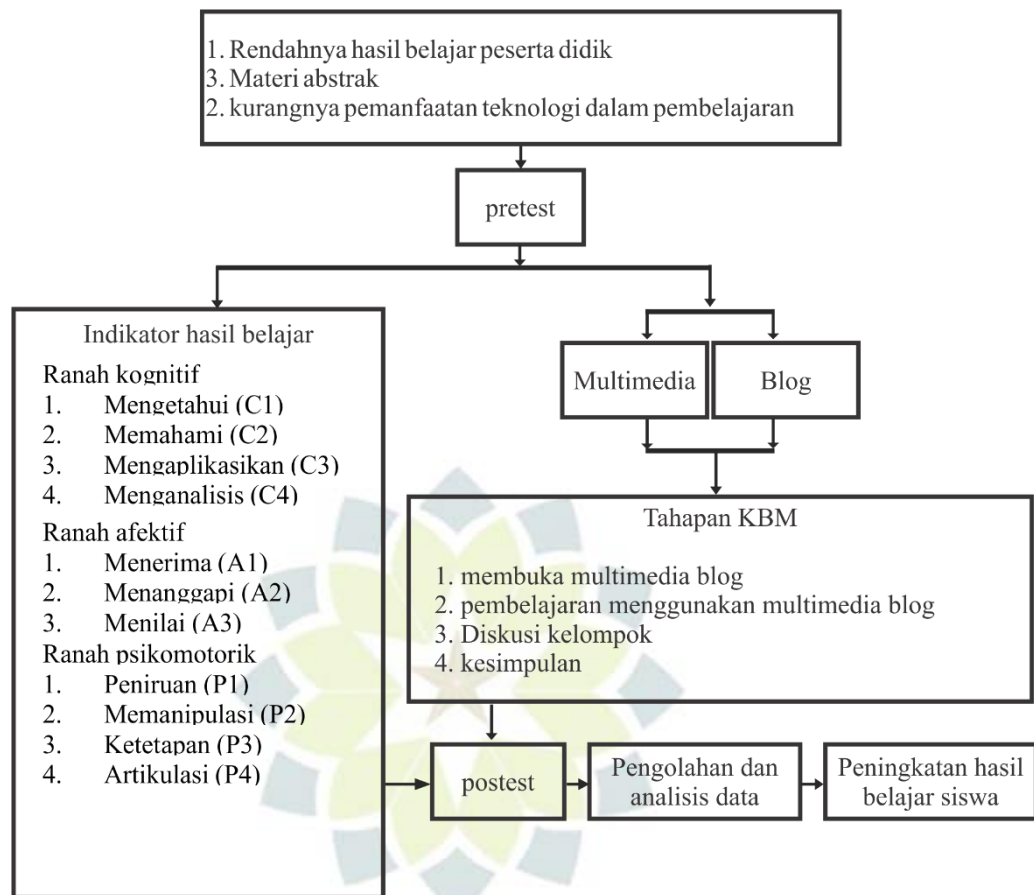 1. Rendahnya hasil belajar peserta didik
3. Materi abstrak
2. kurangnya pemanfaatan teknologi dalam pembelajaran
pretest
Indikator hasil belajar
Ranah kognitif
1. Mengetahui (C1)
2. Memahami (C2)
3. Mengaplikasikan (C3)
4. Menganalisis (C4)
Ranah afektif
1. Menerima (A1)
2. Menanggapi (A2)
3. Menilai (A3)
Ranah psikomotorik
1. Peniruan (P1)
2. Memanipulasi (P2)
3. Ketetapan (P3)
4. Artikulasi (P4)
Multimedia
Blog
Tahapan KBM
1. membuka multimedia blog
2. pembelajaran menggunakan multimedia blog
3. Diskusi kelompok
4. kesimpulan
postest
Pengolahan dan
analisis data
Peningkatan hasil
belajar siswa